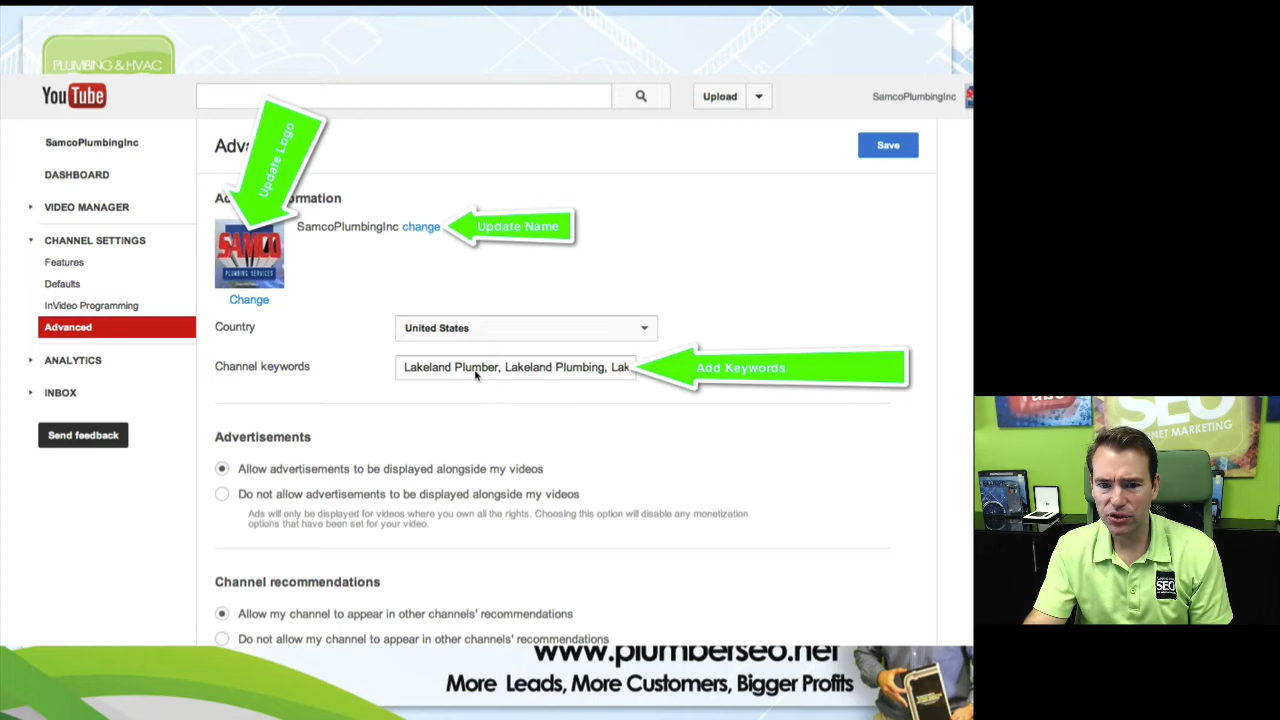 PLUMBING & HVAC
YouTube
Upload
SamcoPlumbingInc
SamcoPlumbingInc
DASHBOARD
VIDEO MANAGER
CHANNEL SETTINGS
Features
Defaults
InVideo Programming
Advanced
ANALYTICS
INBOX
Send feedback
Save
Update Logo
SAMCO
PLUMBING SERVICES
SamcoPlumbingInc change
Update Name
Change
Country
United States
Channel keywords
Lakeland Plumber, Lakeland Plumbing, Lak
Add Keywords
Advertisements
Allow advertisements to be displayed alongside my videos
Do not allow advertisements to be displayed alongside my videos
Ads will only be displayed for videos where you own all the rights. Choosing this option will disable any monetization
options that have been set for your video.
Channel recommendations
Allow my channel to appear in other channels' recommendations
Do not allow my channel to appear in other channels' recommendations
www.plumberseo.net
More Leads, More Customers, Bigger Profits
SEO
MARKETING
SEO